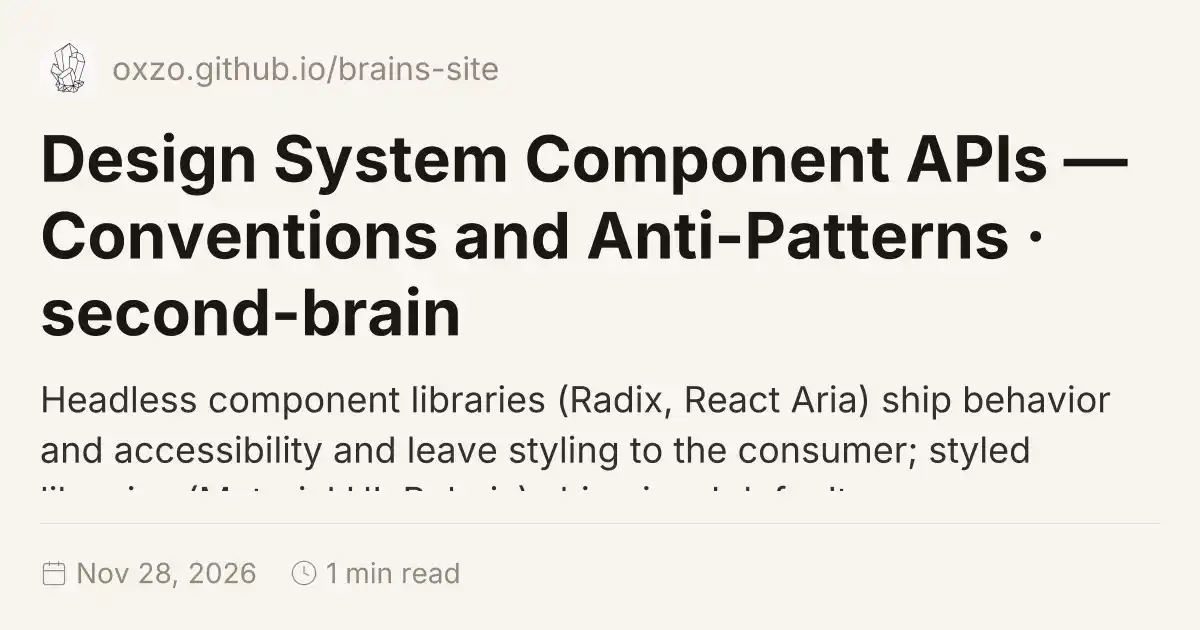 oxzo.github.io/brains-site
Design System Component APIs —
Conventions and Anti-Patterns ·
second-brain
Headless component libraries (Radix, React Aria) ship behavior
and accessibility and leave styling to the consumer; styled
Nov 28, 2026 1 min read